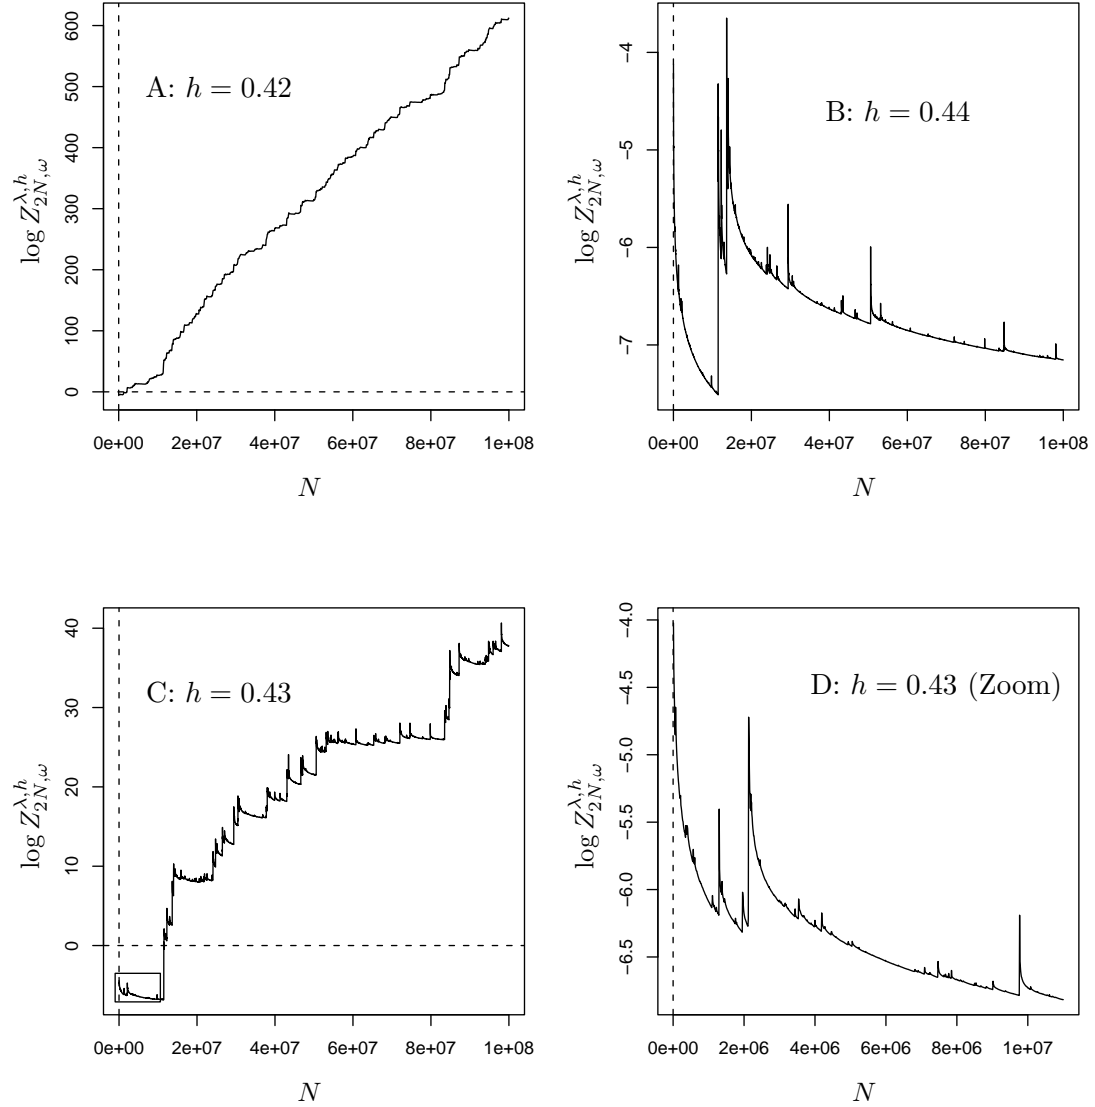 A: h = 0.42
log Z^{λ,h}_{2N,ω}
600
500
400
300
200
100
0
0e+00 2e+07 4e+07 6e+07 8e+07 1e+08
N
B: h = 0.44
log Z^{λ,h}_{2N,ω}
−4
−5
−6
−7
0e+00 2e+07 4e+07 6e+07 8e+07 1e+08
N
C: h = 0.43
log Z^{λ,h}_{2N,ω}
40
30
20
10
0
0e+00 2e+07 4e+07 6e+07 8e+07 1e+08
N
D: h = 0.43 (Zoom)
log Z^{λ,h}_{2N,ω}
−4.0
−4.5
−5.0
−5.5
−6.0
−6.5
0e+00 2e+06 4e+06 6e+06 8e+06 1e+07
N